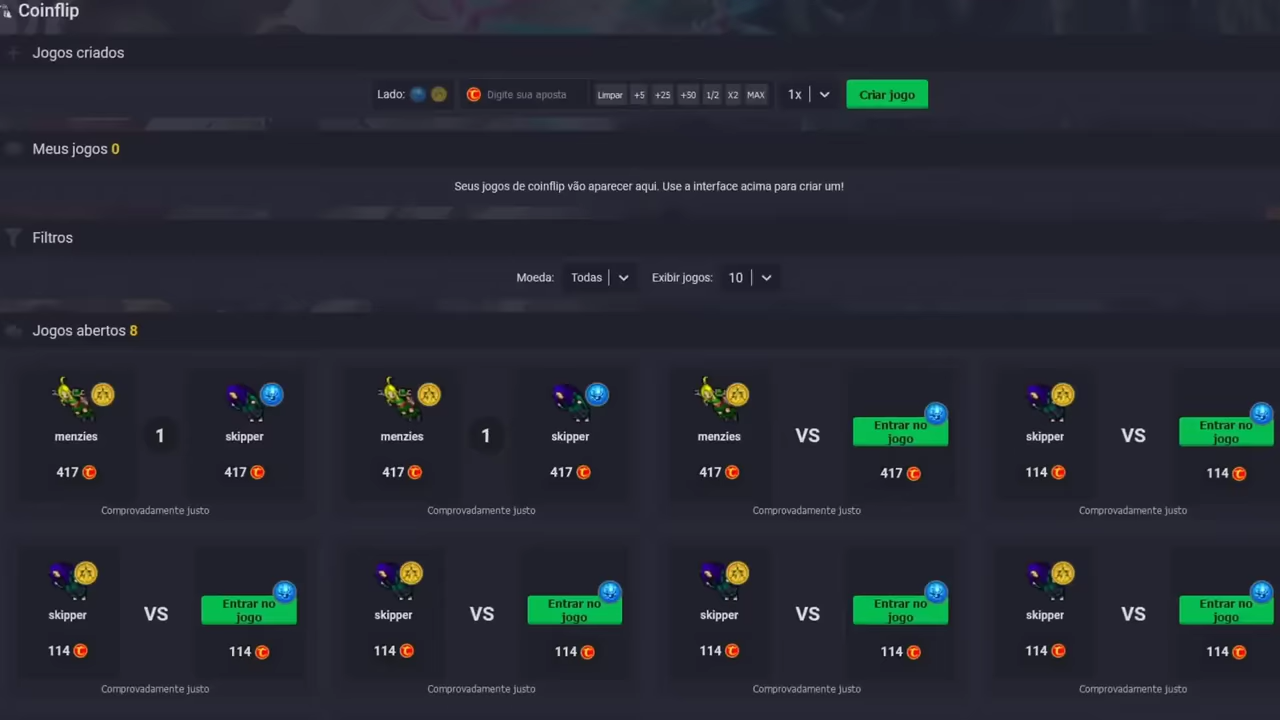 Coinflip
Jogos criados
Lado: Digite sua aposta Limpar +5 +25 +50 1/2 X2 MAX 1x Criar jogo
Meus jogos 0
Seus jogos de coinflip vão aparecer aqui. Use a interface acima para criar um!
Filtros
Moeda: Todas Exibir jogos: 10
Jogos abertos 8
menzies 1 skipper
417 417
Comprovadamente justo
menzies 1 skipper
417 417
Comprovadamente justo
menzies VS Entrar no
jogo
417 417
Comprovadamente justo
skipper VS Entrar no
jogo
114 114
Comprovadamente justo
skipper VS Entrar no
jogo
114 114
Comprovadamente justo
skipper VS Entrar no
jogo
114 114
Comprovadamente justo
skipper VS Entrar no
jogo
114 114
Comprovadamente justo
skipper VS Entrar no
jogo
114 114
Comprovadamente justo